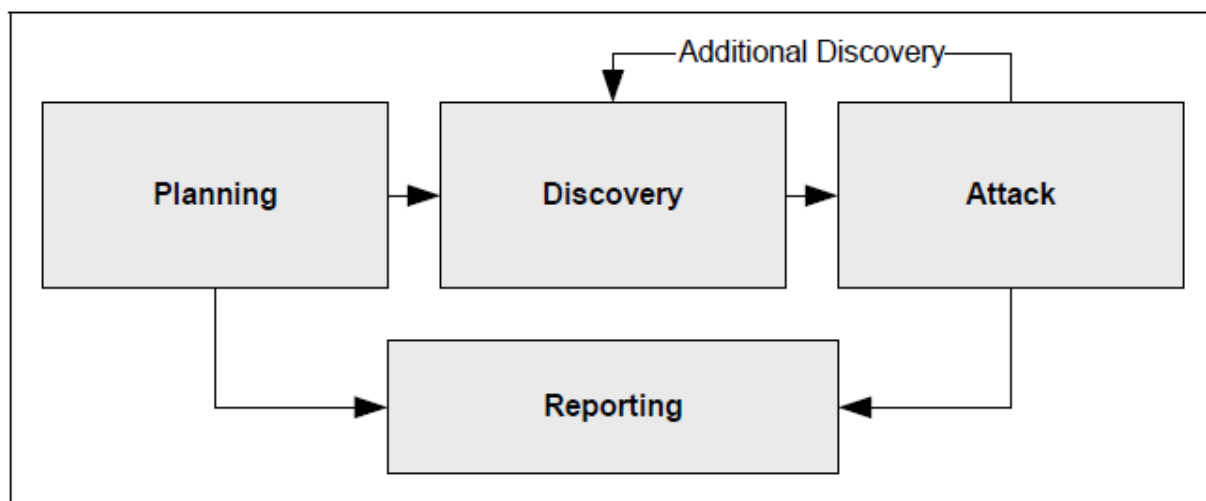 Additional Discovery
Planning
Discovery
Attack
Reporting